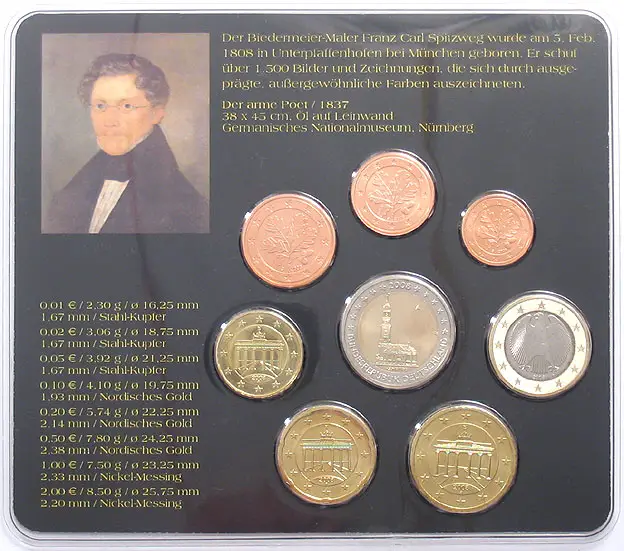 Der Biedermeier-Maler Franz Carl Spitzweg wurde am 5. Feb.
1808 in Unterpfaffenhofen bei München geboren. Er schuf
über 1.500 Bilder und Zeichnungen, die sich durch ausge-
prägte, außergewöhnliche Farben auszeichneten.
Der arme Poet / 1837
38 x 45 cm, Öl auf Leinwand
Germanisches Nationalmuseum, Nürnberg
0,01 € / 2,30 g / ø 16,25 mm
1,67 mm / Stahl-Kupfer
0,02 € / 3,06 g / ø 18,75 mm
1,67 mm / Stahl-Kupfer
0,05 € / 3,92 g / ø 21,25 mm
1,67 mm / Stahl-Kupfer
0,10 € / 4,10 g / ø 19,75 mm
1,93 mm / Nordisches Gold
0,20 € / 5,74 g / ø 22,25 mm
2,14 mm / Nordisches Gold
0,50 € / 7,80 g / ø 24,25 mm
2,38 mm / Nordisches Gold
1,00 € / 7,50 g / ø 23,25 mm
2,33 mm / Nickel-Messing
2,00 € / 8,50 g / ø 25,75 mm
2,20 mm / Nickel-Messing
2008
BUNDESREPUBLIK DEUTSCHLAND